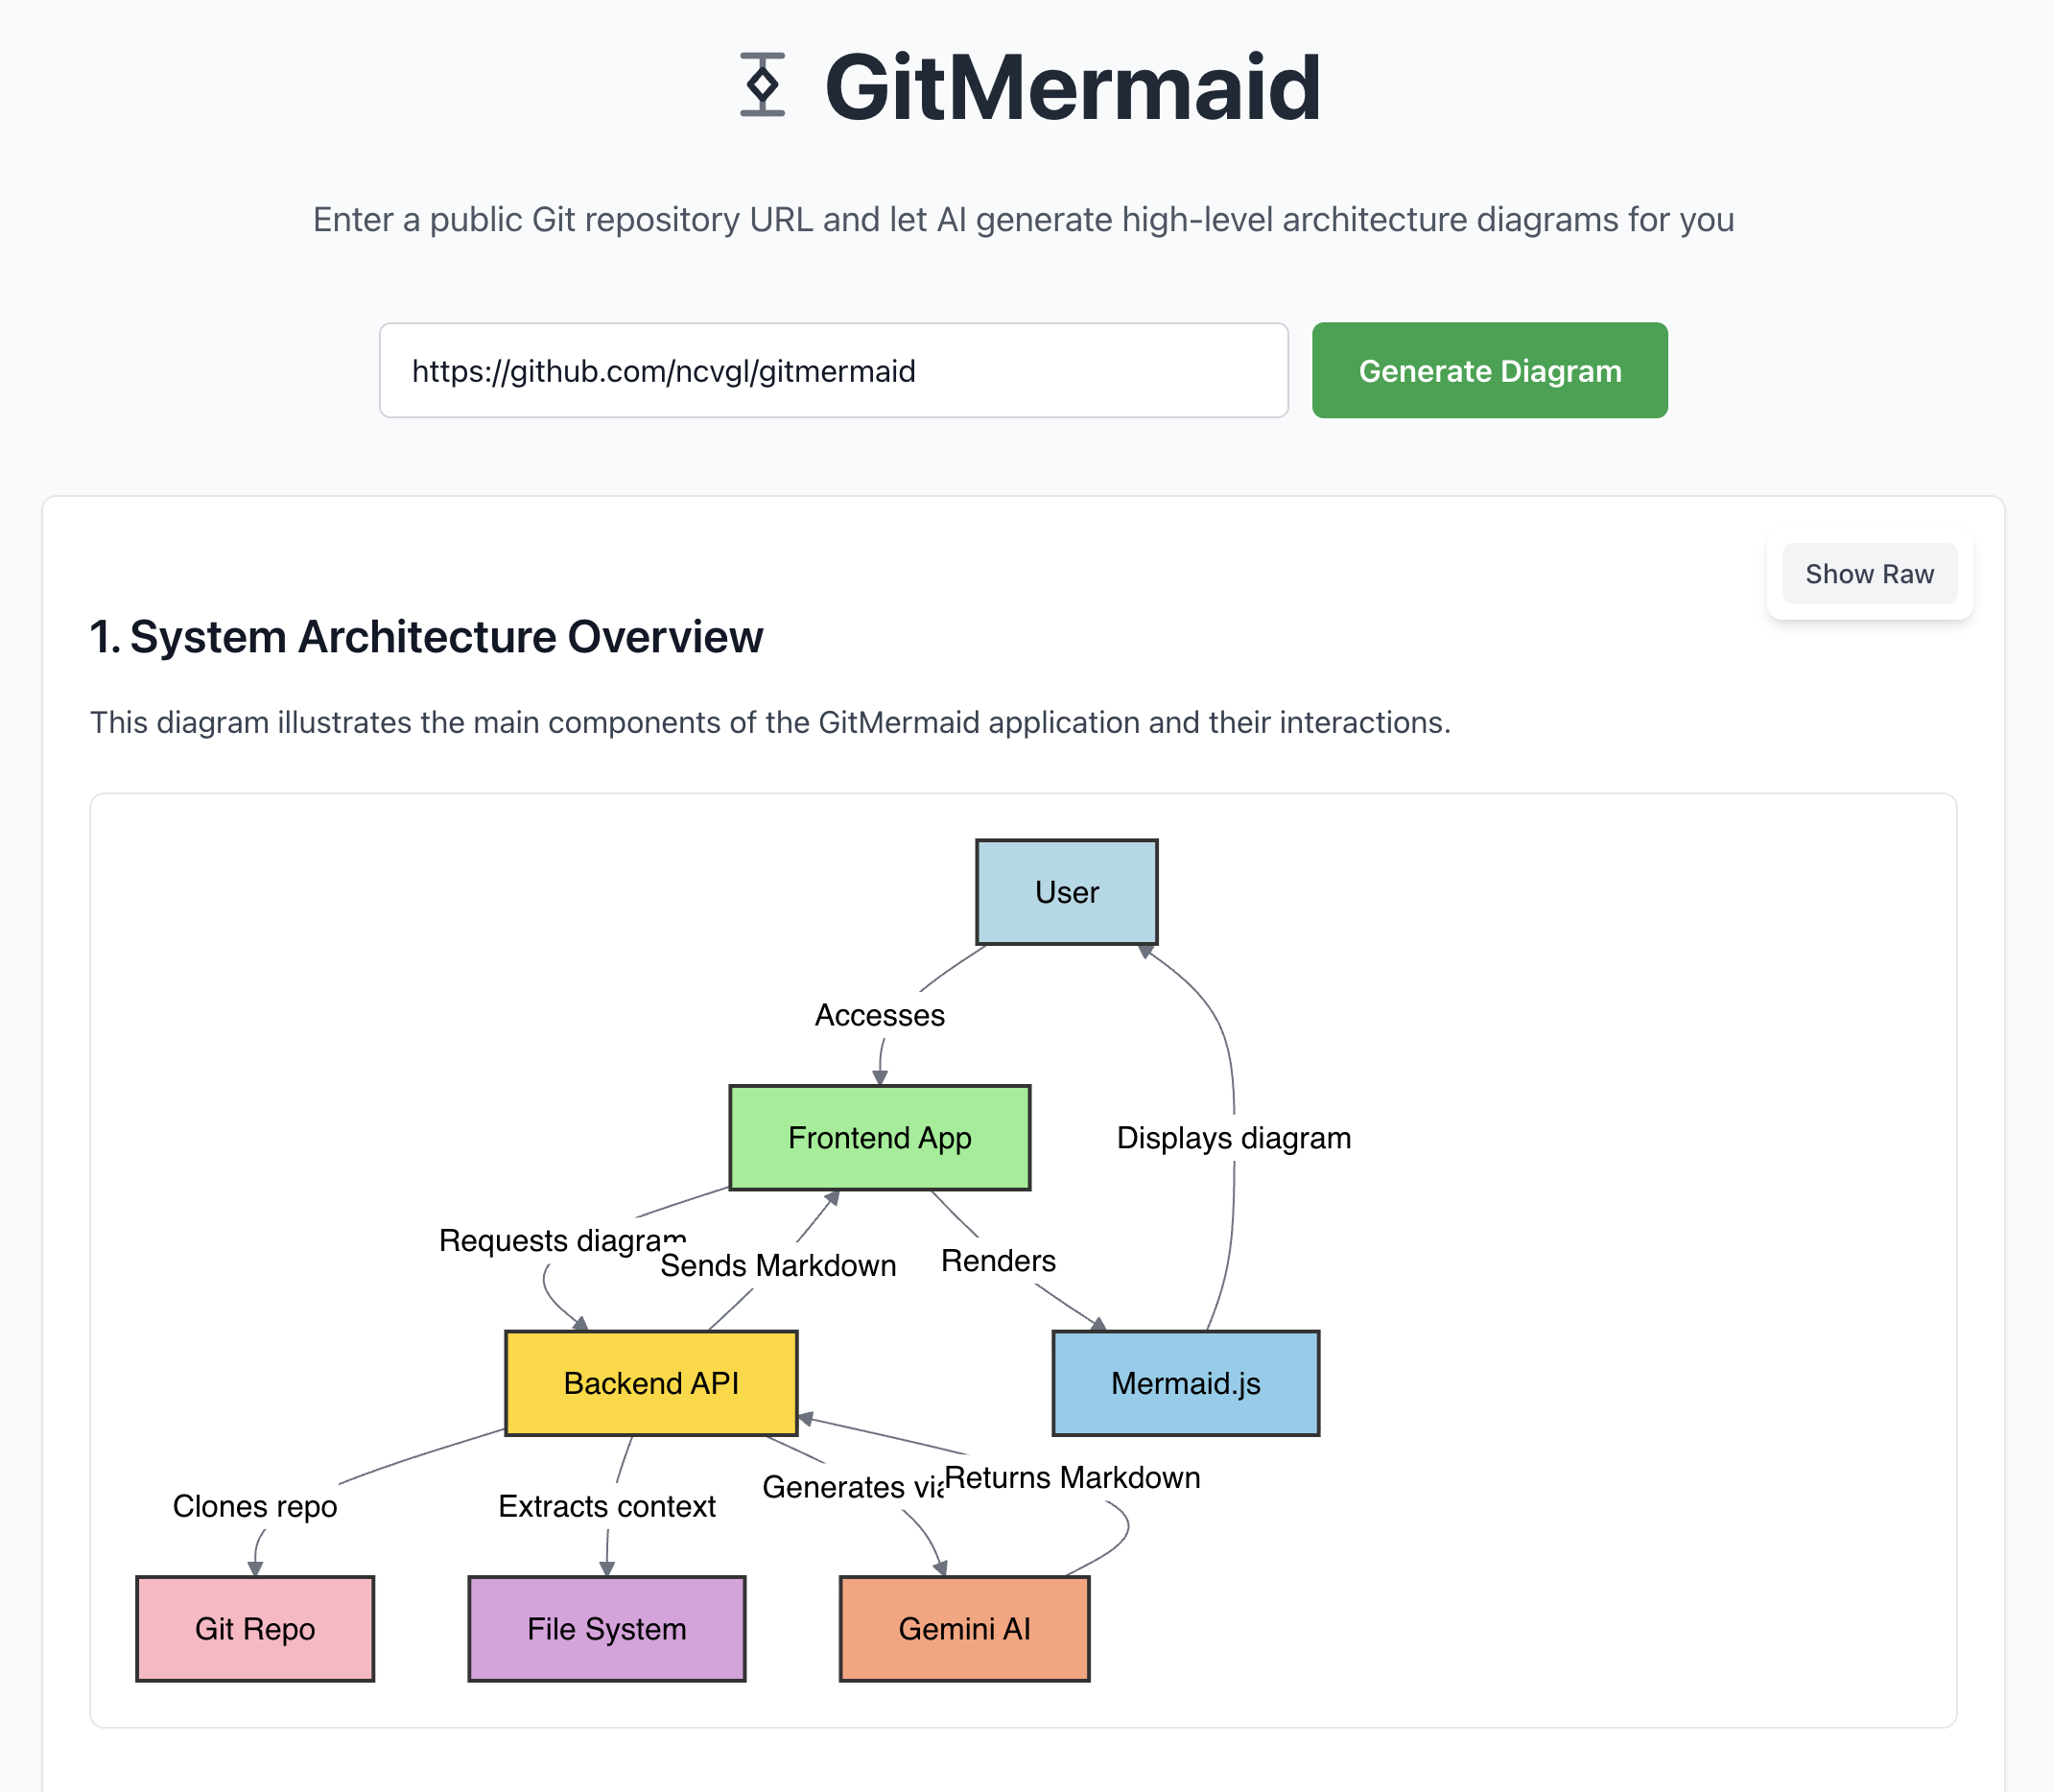 GitMermaid
Enter a public Git repository URL and let AI generate high-level architecture diagrams for you
https://github.com/ncvgl/gitmermaid
Generate Diagram
Show Raw
1. System Architecture Overview
This diagram illustrates the main components of the GitMermaid application and their interactions.
User
Accesses
Frontend App
Displays diagram
Requests diagram
Sends Markdown
Renders
Backend API
Mermaid.js
Clones repo
Extracts context
Generates via
Returns Markdown
Git Repo
File System
Gemini AI